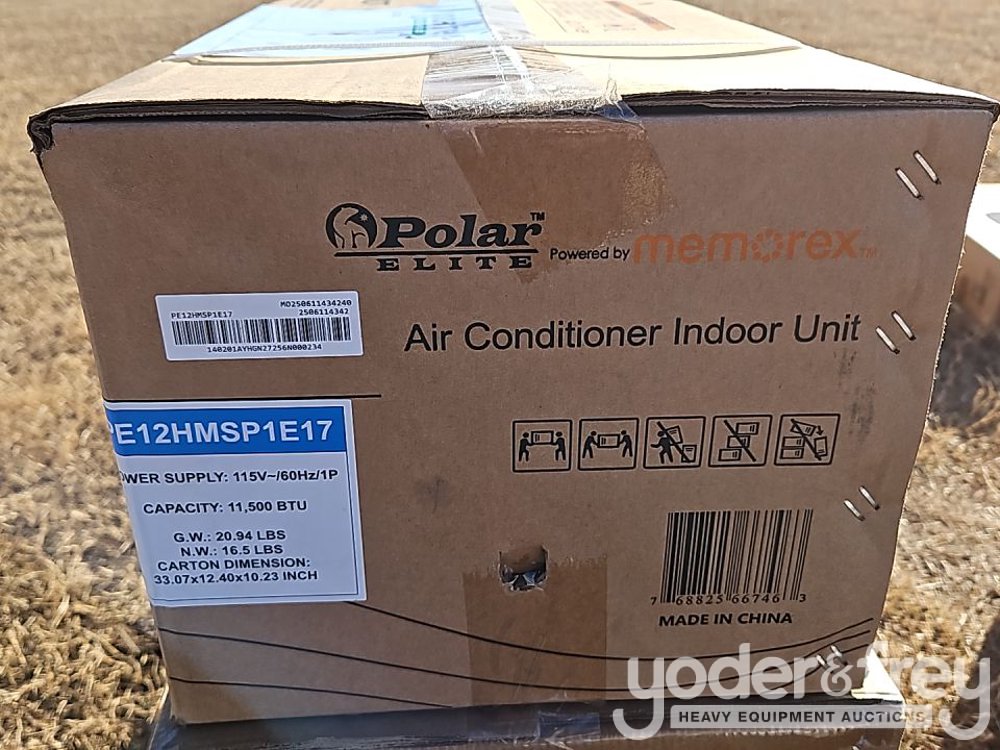 Polar™
ELITE
Powered by memorex™
Air Conditioner Indoor Unit
MO250611434240
PE12HMSP1E17 2506114342
140201AYHGN27256N000234
PE12HMSP1E17
OWER SUPPLY: 115V~/60Hz/1P
CAPACITY: 11,500 BTU
G.W.: 20.94 LBS
N.W.: 16.5 LBS
CARTON DIMENSION:
33.07x12.40x10.23 INCH
7 68825 66746 3
MADE IN CHINA
yoder & frey
HEAVY EQUIPMENT AUCTIONS